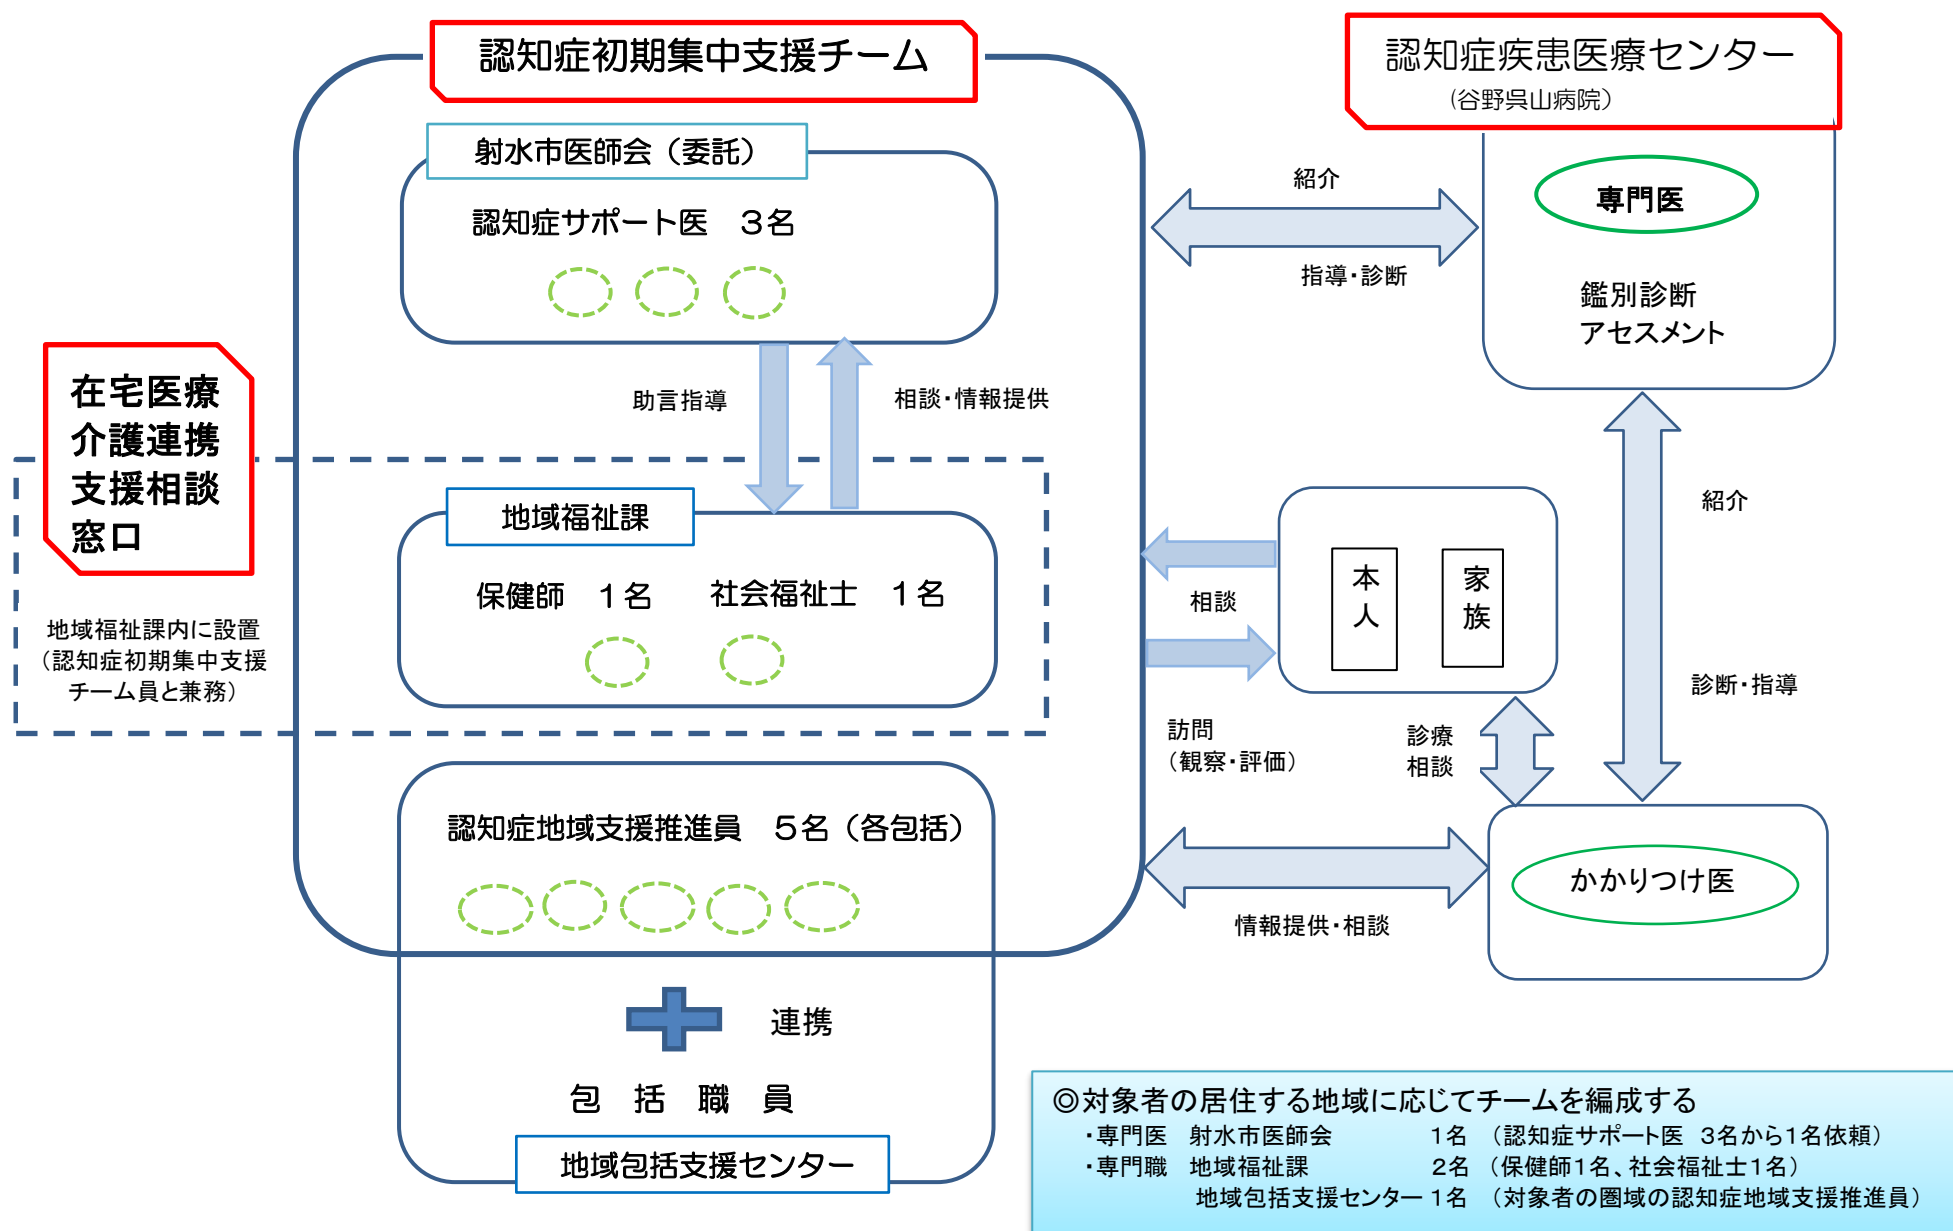 認知症初期集中支援チーム
認知症疾患医療センター
(谷野呉山病院)
射水市医師会（委託）
認知症サポート医　３名
紹介
指導・診断
専門医
鑑別診断
アセスメント
助言指導
相談・情報提供
在宅医療
介護連携
支援相談
窓口
地域福祉課内に設置
（認知症初期集中支援
チーム員と兼務）
地域福祉課
保健師　１名
社会福祉士　１名
相談
訪問
（観察・評価）
本人
家族
診療
相談
紹介
診断・指導
認知症地域支援推進員　５名（各包括）
情報提供・相談
かかりつけ医
連携
包　括　職　員
地域包括支援センター
◎対象者の居住する地域に応じてチームを編成する
・専門医　射水市医師会　1名　（認知症サポート医　3名から1名依頼）
・専門職　地域福祉課　2名　（保健師1名、社会福祉士1名）
地域包括支援センター 1名　（対象者の圏域の認知症地域支援推進員）